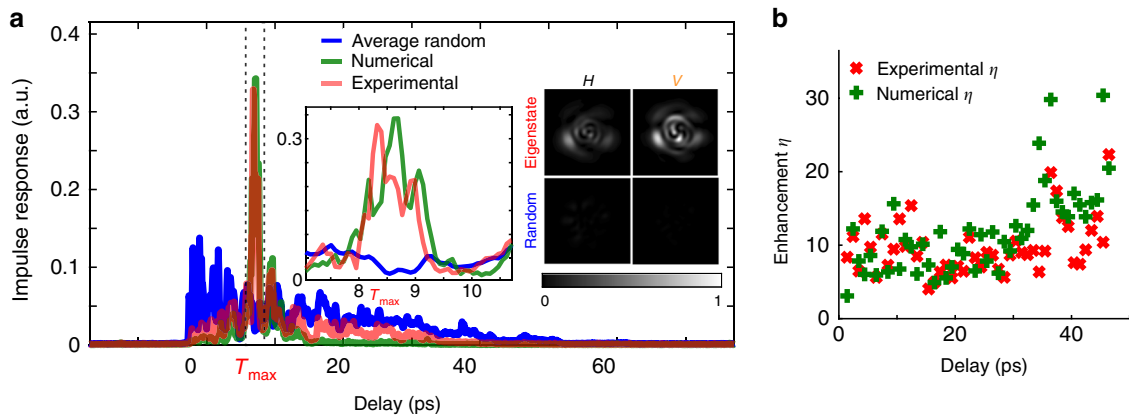 a
0.4
0.3
0.2
0.1
0
Impulse response (a.u.)
Average random
Numerical
Experimental
0.3
0
8
9
10
T max
H
V
Eigenstate
Random
0
1
0
20
40
60
T max
Delay (ps)
b
Experimental η
Numerical η
30
20
10
0
Enhancement η
0
20
40
Delay (ps)